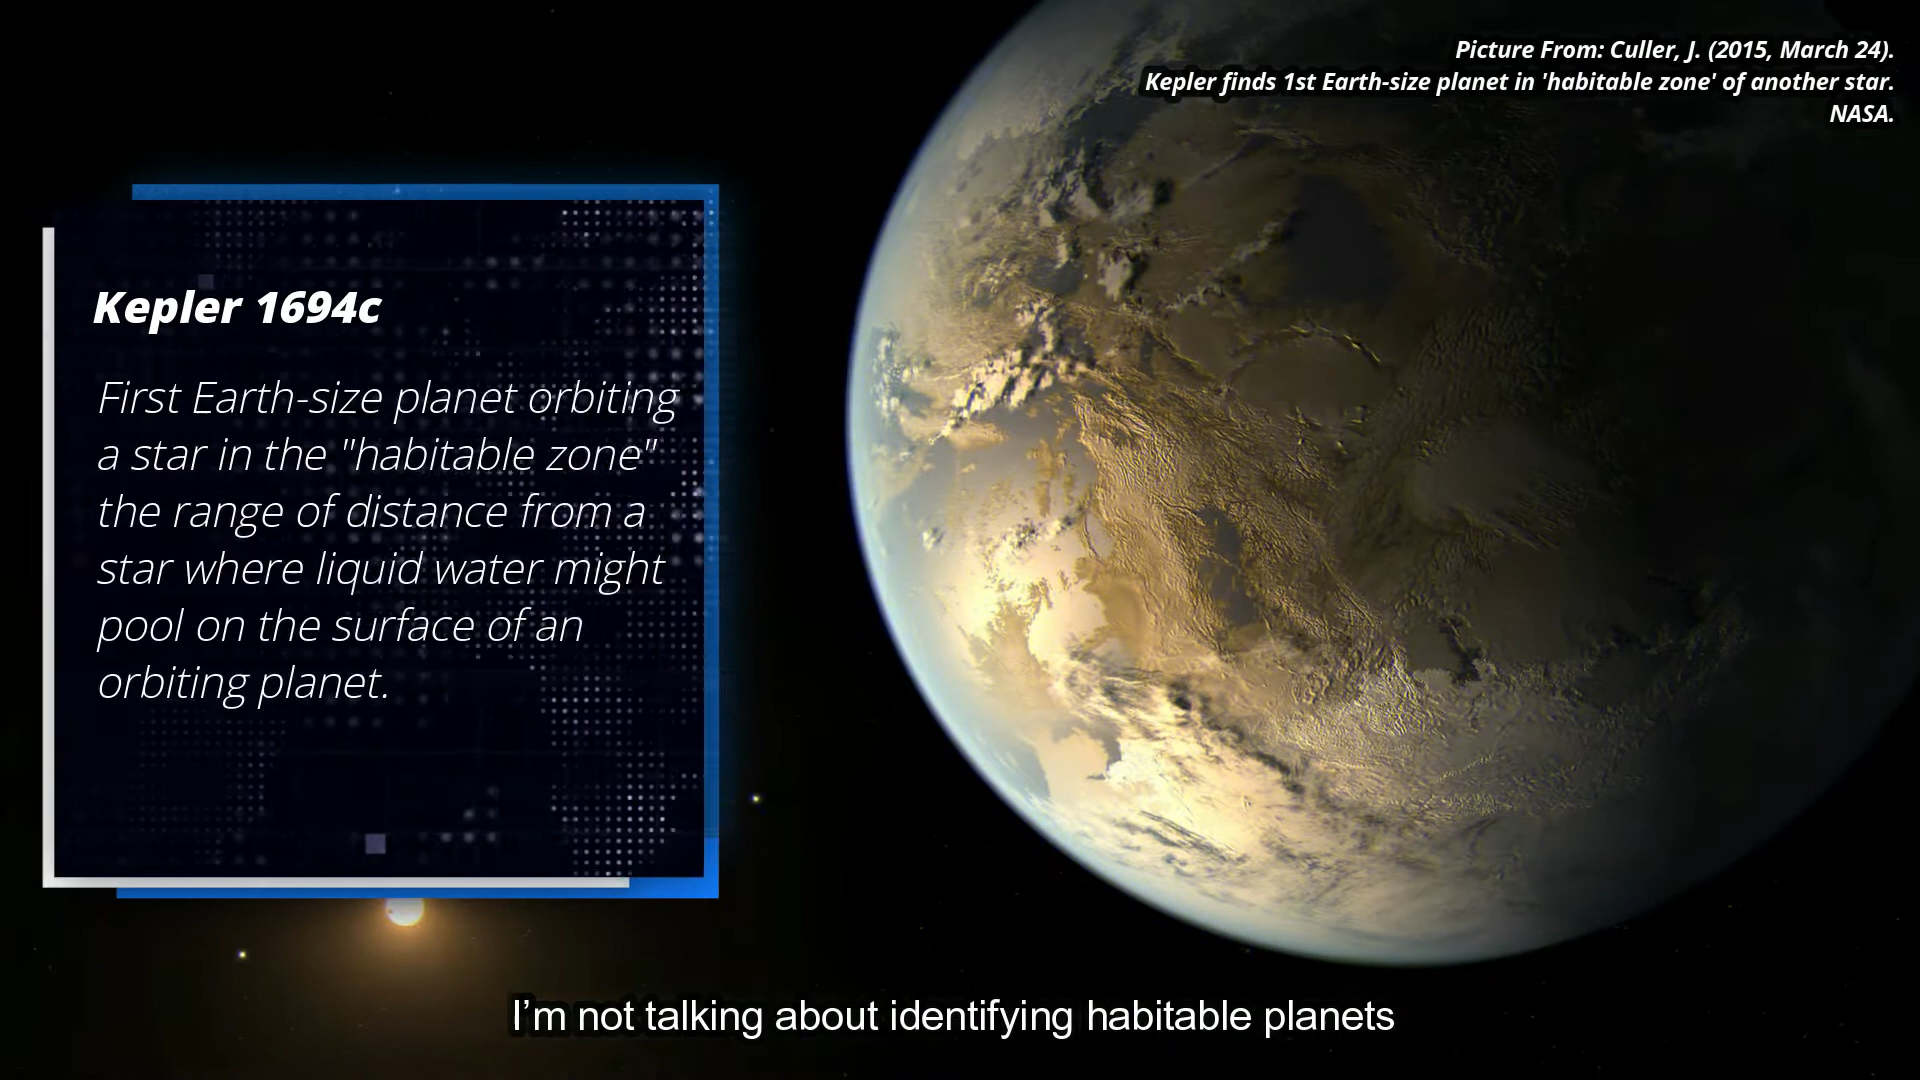 Picture From: Culler, J. (2015, March 24).
Kepler finds 1st Earth-size planet in 'habitable zone' of another star.
NASA.
Kepler 1694c
First Earth-size planet orbiting
a star in the "habitable zone"
the range of distance from a
star where liquid water might
pool on the surface of an
orbiting planet.
I’m not talking about identifying habitable planets